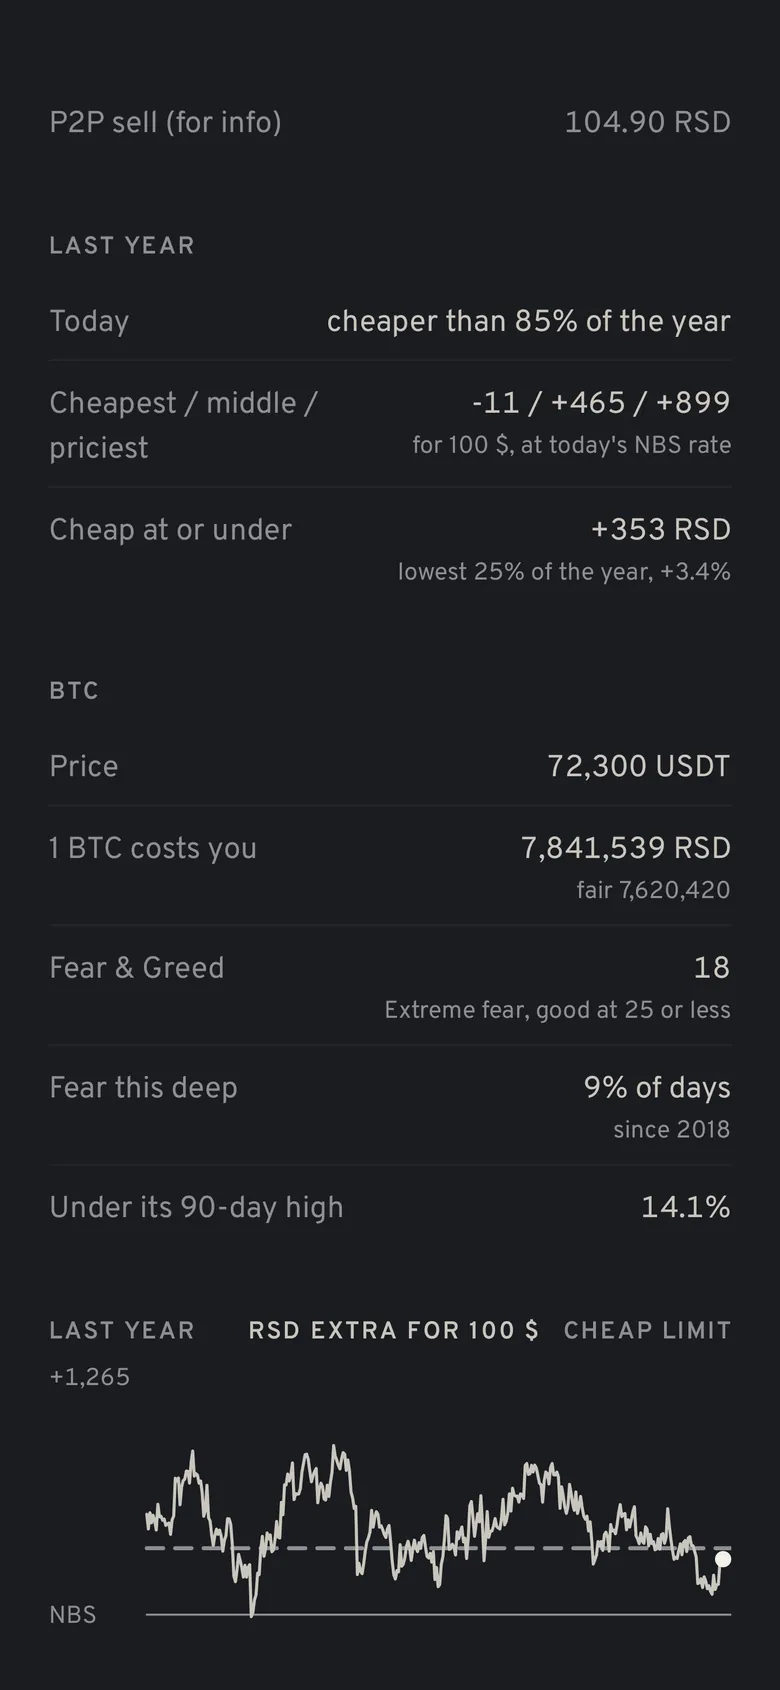 P2P sell (for info) 104.90 RSD
LAST YEAR
Today cheaper than 85% of the year
Cheapest / middle / priciest -11 / +465 / +899
for 100 $, at today's NBS rate
Cheap at or under +353 RSD
lowest 25% of the year, +3.4%
BTC
Price 72,300 USDT
1 BTC costs you 7,841,539 RSD
fair 7,620,420
Fear & Greed 18
Extreme fear, good at 25 or less
Fear this deep 9% of days
since 2018
Under its 90-day high 14.1%
LAST YEAR RSD EXTRA FOR 100 $ CHEAP LIMIT
+1,265
NBS